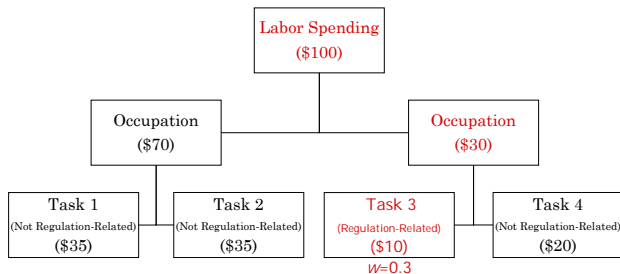 Labor Spending
($100)
Occupation
($70)
Occupation
($30)
Task 1
(Not Regulation-Related)
($35)
Task 2
(Not Regulation-Related)
($35)
Task 3
(Regulation-Related)
($10)
w=0.3
Task 4
(Not Regulation-Related)
($20)